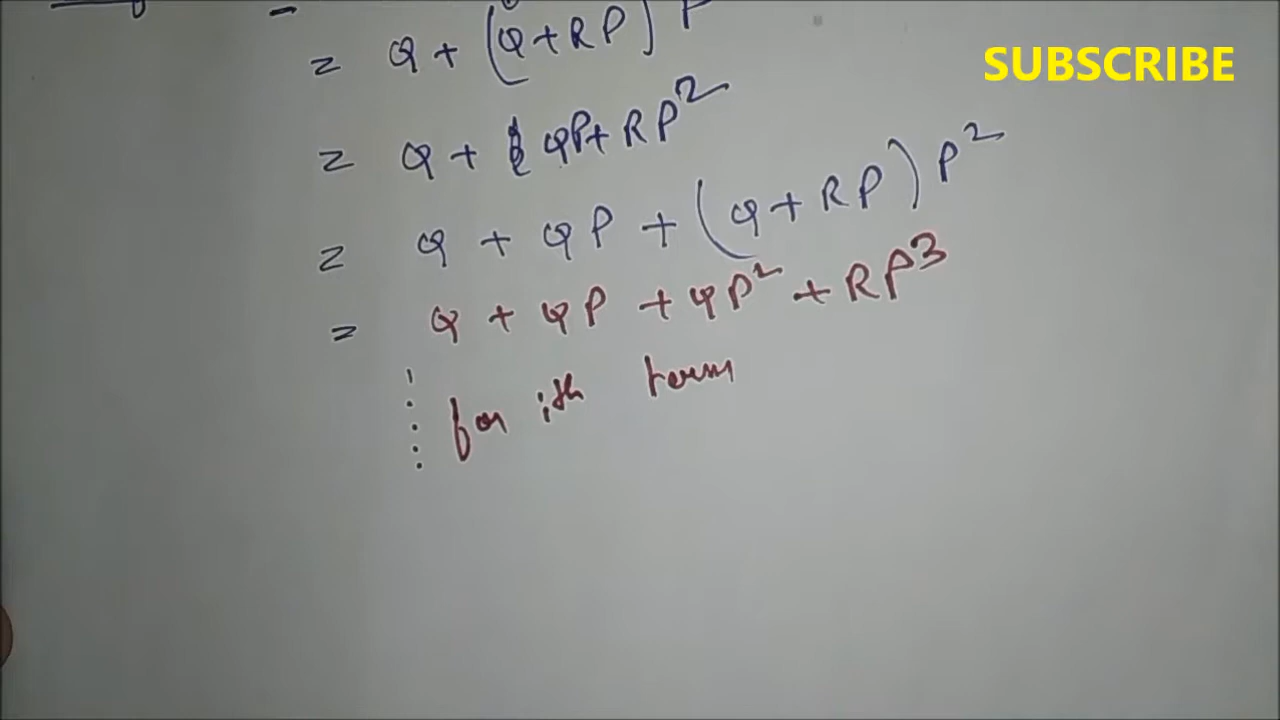 = Q + (Q + RP) P
SUBSCRIBE
= Q + QP + RP²
= Q + QP + (Q + RP) P²
= Q + QP + QP² + RP³
for ith term